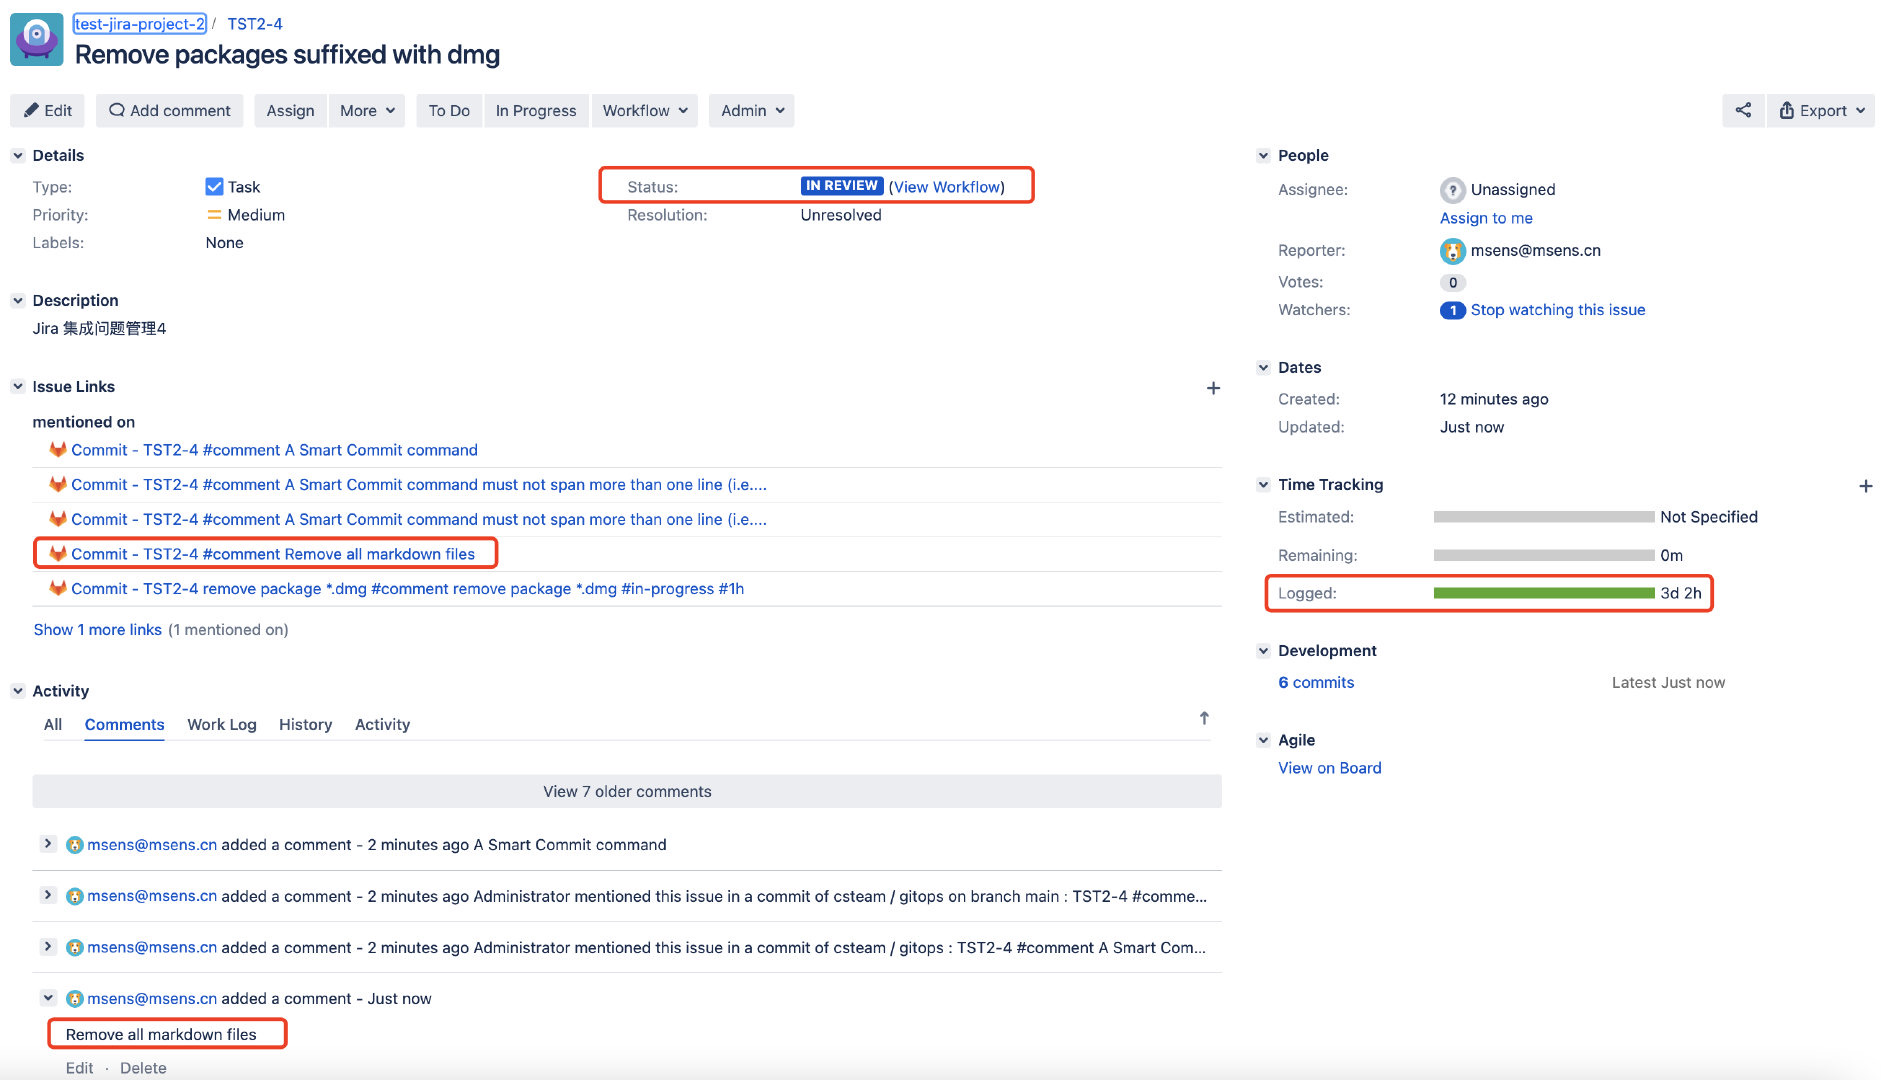 test-jira-project-2 / TST2-4
Remove packages suffixed with dmg
Edit Add comment Assign More To Do In Progress Workflow Admin Export
Details
Type: Task
Priority: Medium
Labels: None
Status: IN REVIEW (View Workflow)
Resolution: Unresolved
Description
Jira 集成问题管理4
Issue Links
mentioned on
Commit - TST2-4 #comment A Smart Commit command
Commit - TST2-4 #comment A Smart Commit command must not span more than one line (i.e....
Commit - TST2-4 #comment A Smart Commit command must not span more than one line (i.e....
Commit - TST2-4 #comment Remove all markdown files
Commit - TST2-4 remove package *.dmg #comment remove package *.dmg #in-progress #1h
Show 1 more links (1 mentioned on)
Activity
All Comments Work Log History Activity
View 7 older comments
msens@msens.cn added a comment - 2 minutes ago A Smart Commit command
msens@msens.cn added a comment - 2 minutes ago Administrator mentioned this issue in a commit of csteam / gitops on branch main : TST2-4 #comme...
msens@msens.cn added a comment - 2 minutes ago Administrator mentioned this issue in a commit of csteam / gitops : TST2-4 #comment A Smart Com...
msens@msens.cn added a comment - Just now
Remove all markdown files
Edit · Delete
People
Assignee: Unassigned
Assign to me
Reporter: msens@msens.cn
Votes: 0
Watchers: 1 Stop watching this issue
Dates
Created: 12 minutes ago
Updated: Just now
Time Tracking
Estimated: Not Specified
Remaining: 0m
Logged: 3d 2h
Development
6 commits Latest Just now
Agile
View on Board